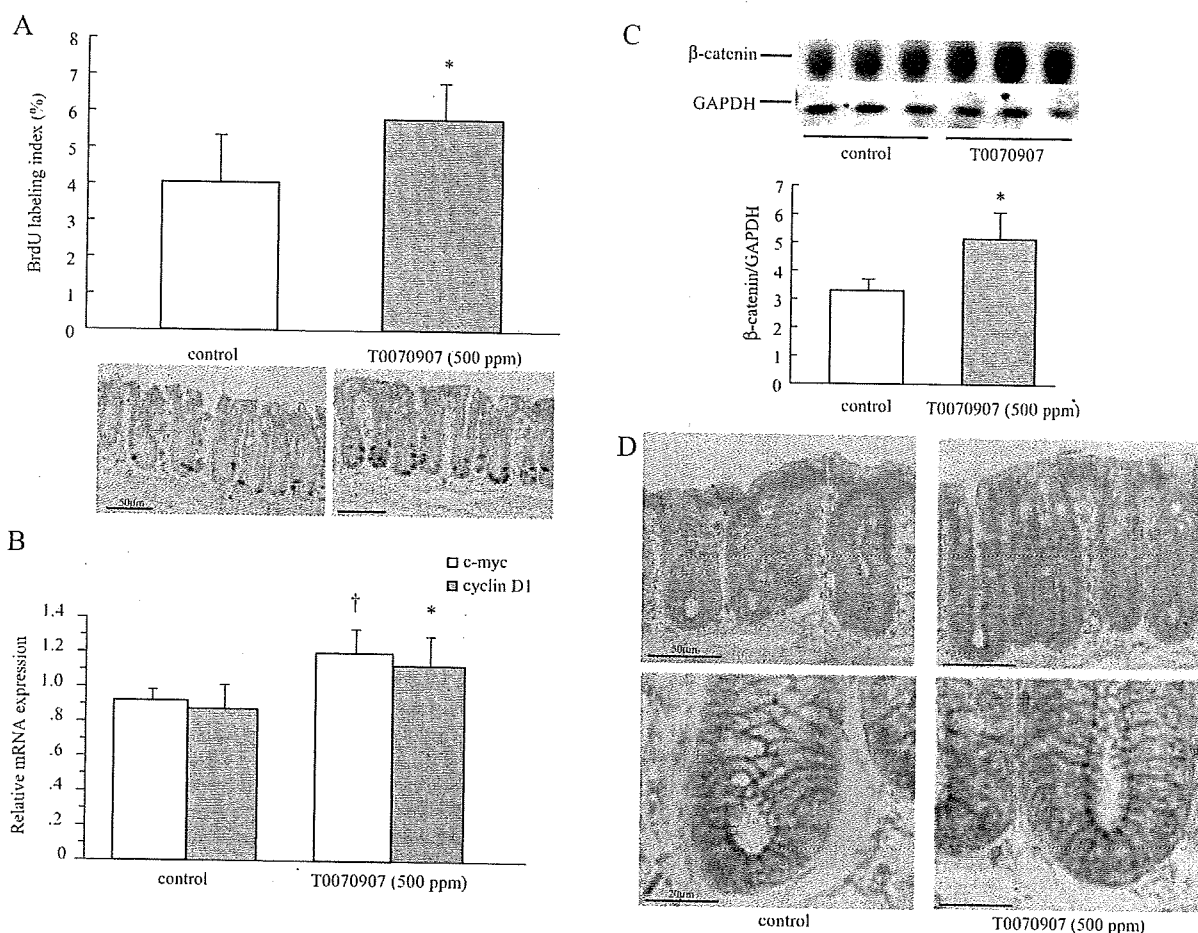 A
8
7
6
5
4
3
2
1
0
BrdU labeling index (%)
*
control
T0070907 (500 ppm)
50μm
B
c-myc
cyclin D1
1.4
1.2
1.0
.8
.6
.4
.2
0
Relative mRNA expression
†
*
control
T0070907 (500 ppm)
C
β-catenin
GAPDH
control
T0070907
7
6
5
4
3
2
1
0
β-catenin/GAPDH
*
control
T0070907 (500 ppm)
D
50μm
20μm
control
T0070907 (500 ppm)